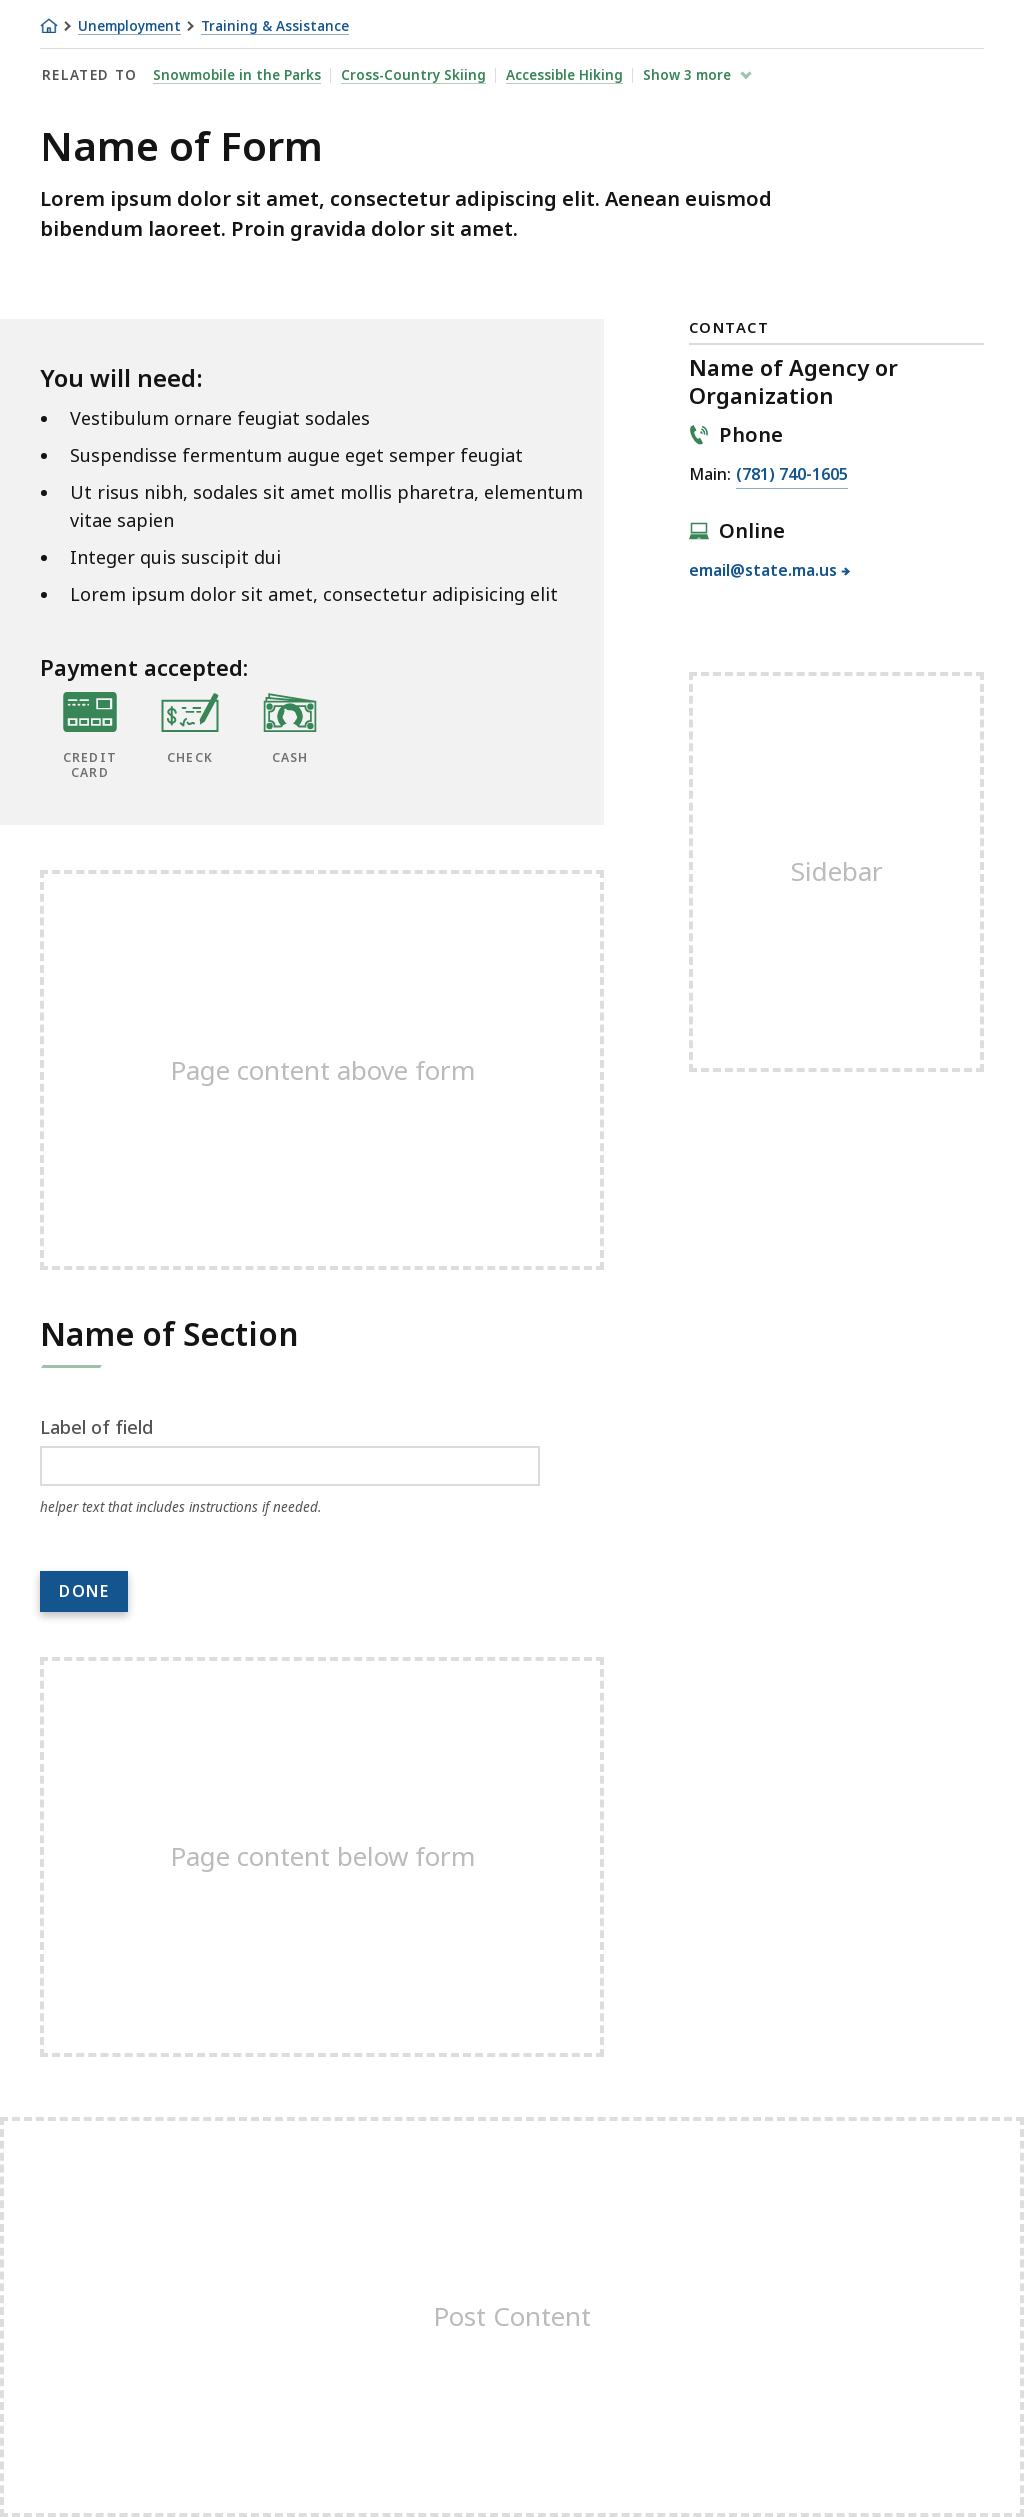 Unemployment Training & Assistance
RELATED TO Snowmobile in the Parks Cross-Country Skiing Accessible Hiking Show 3 more
Name of Form
Lorem ipsum dolor sit amet, consectetur adipiscing elit. Aenean euismod
bibendum laoreet. Proin gravida dolor sit amet.
You will need:
Vestibulum ornare feugiat sodales
Suspendisse fermentum augue eget semper feugiat
Ut risus nibh, sodales sit amet mollis pharetra, elementum
vitae sapien
Integer quis suscipit dui
Lorem ipsum dolor sit amet, consectetur adipisicing elit
Payment accepted:
CREDIT
CARD
CHECK
CASH
CONTACT
Name of Agency or
Organization
Phone
Main: (781) 740-1605
Online
email@state.ma.us
Sidebar
Page content above form
Name of Section
Label of field
helper text that includes instructions if needed.
DONE
Page content below form
Post Content